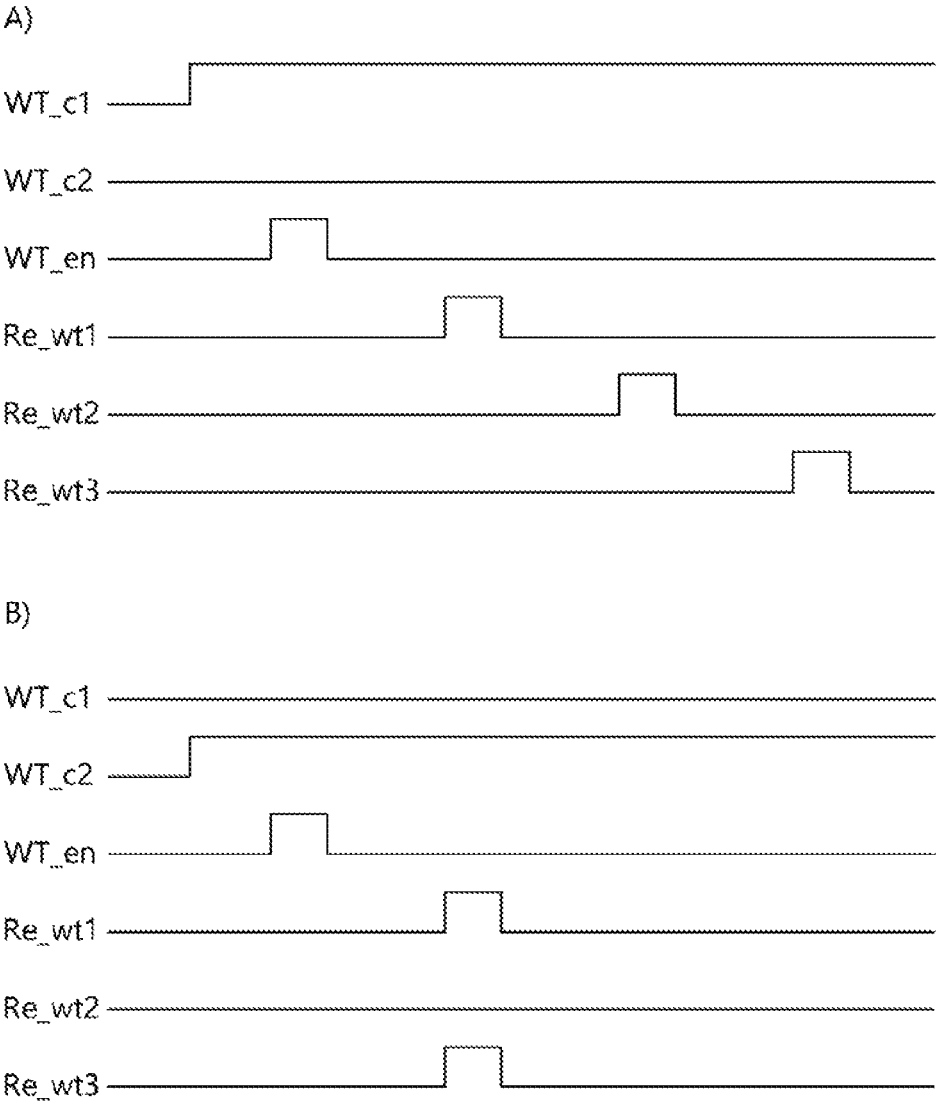 A)
WT_c1
WT_c2
WT_en
Re_wt1
Re_wt2
Re_wt3
B)
WT_c1
WT_c2
WT_en
Re_wt1
Re_wt2
Re_wt3